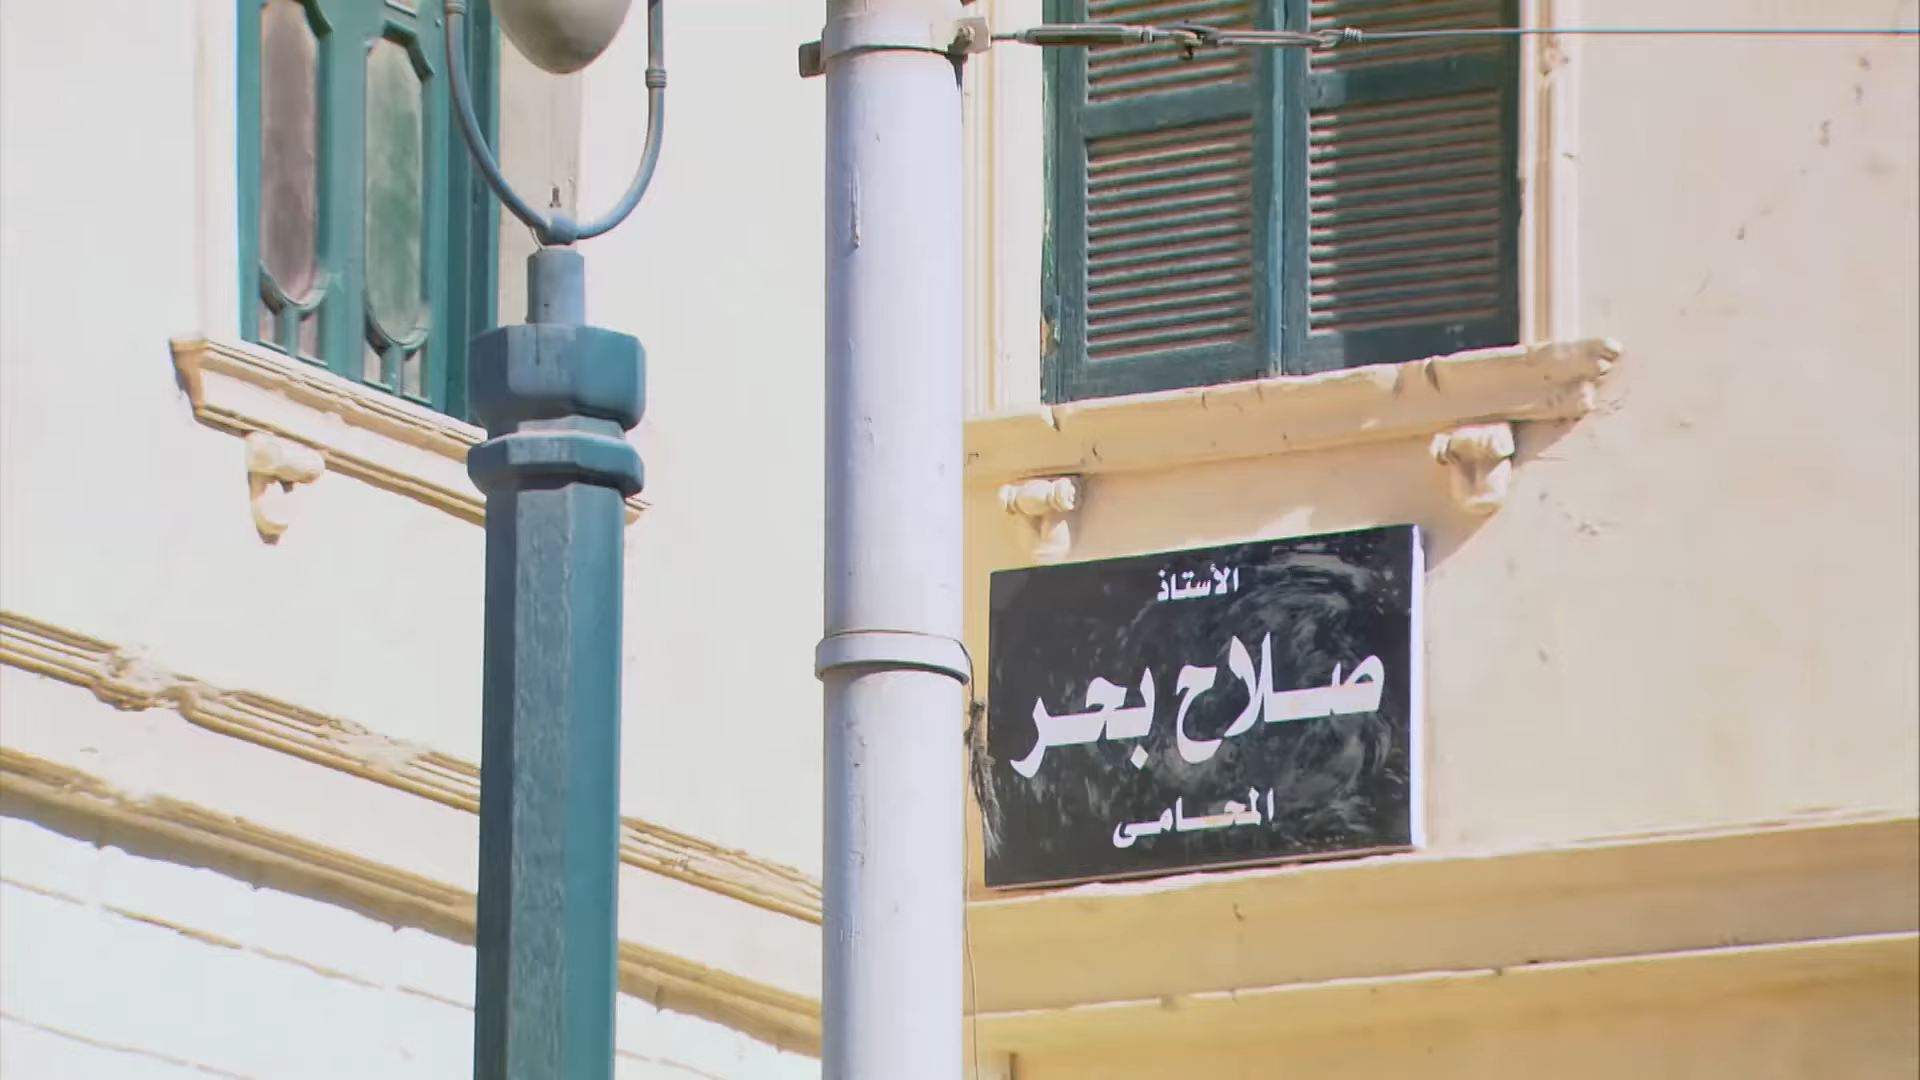 الأستاذ
صلاح بحر
المحامى